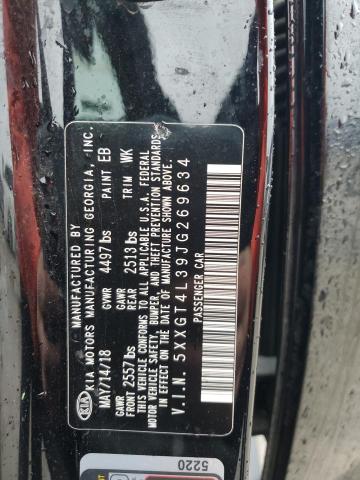 MANUFACTURED BY
KIA KIA MOTORS MANUFACTURING GEORGIA, INC.
MAY/14/18 GVWR 4497lbs PAINT EB
GAWR FRONT 2557lbs GAWR REAR 2513lbs TRIM WK
THIS VEHICLE CONFORMS TO ALL APPLICABLE U.S.A. FEDERAL
MOTOR VEHICLE SAFETY, BUMPER, AND THEFT PREVENTION STANDARDS
IN EFFECT ON THE DATE OF MANUFACTURE SHOWN ABOVE.
V.I.N. 5XXGT4L39JG269634
PASSENGER CAR
5220